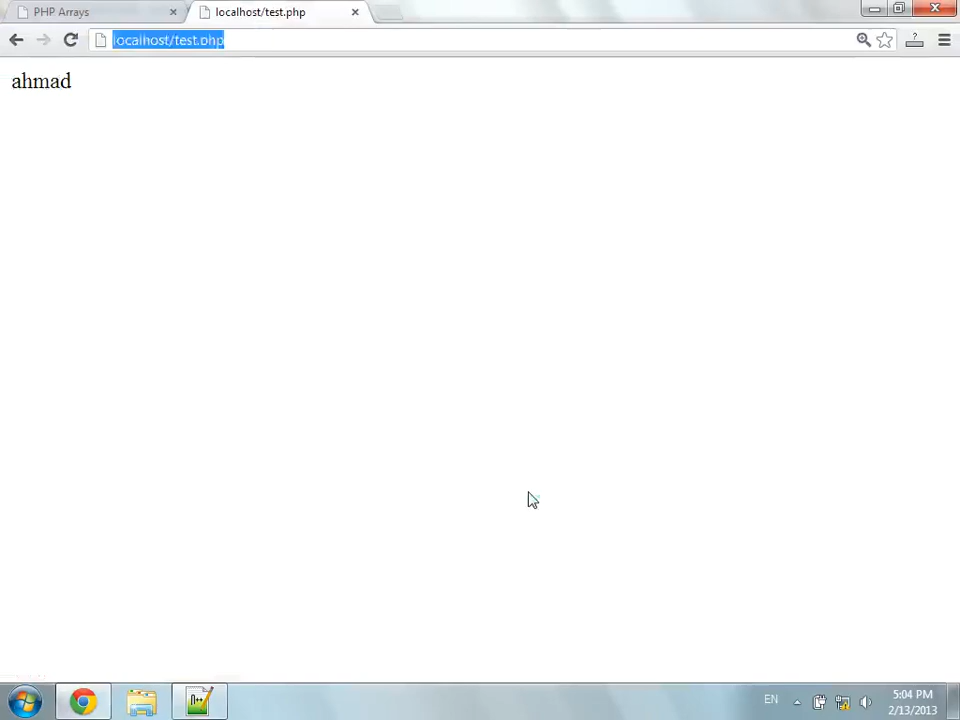 PHP Arrays
localhost/test.php
localhost/test.php
ahmad
EN
5:04 PM
2/13/2013